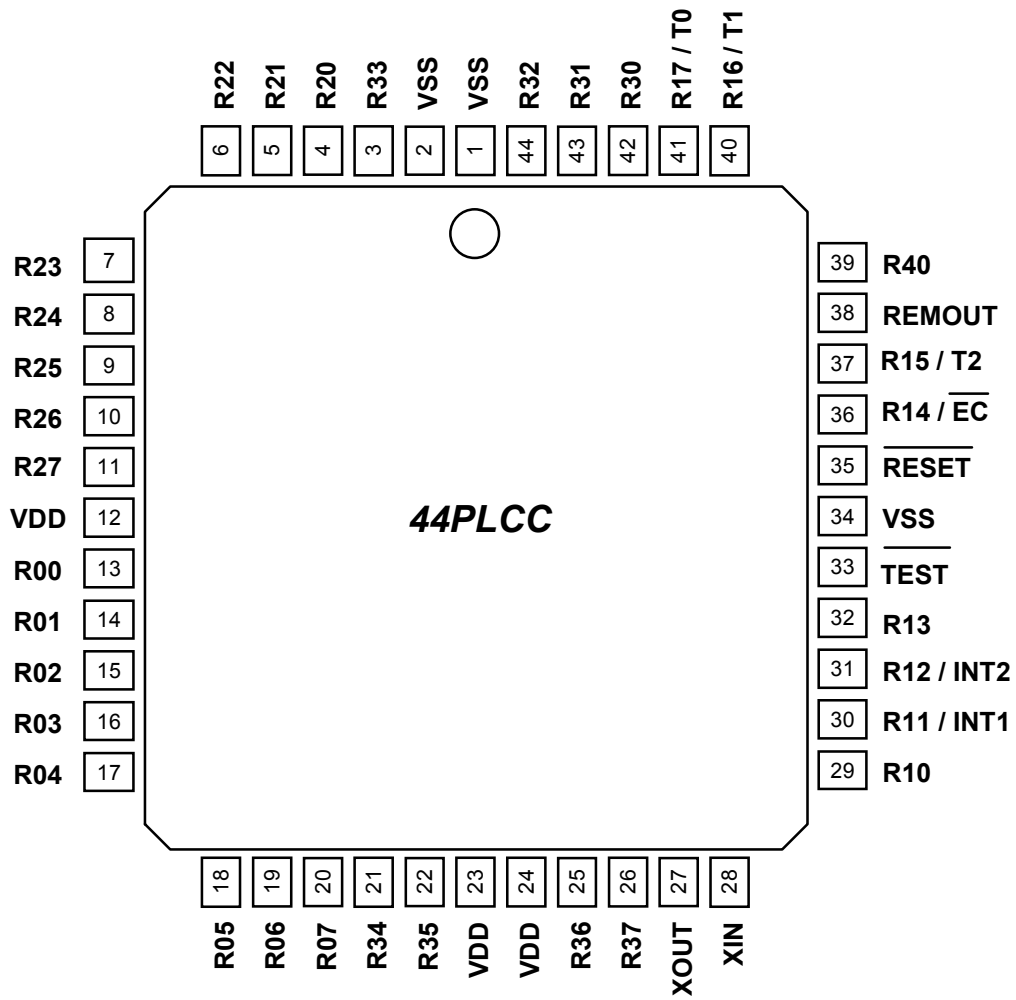 R22
R21
R20
R33
VSS
VSS
R32
R31
R30
R17 / T0
R16 / T1
6
5
4
3
2
1
44
43
42
41
40
R23 7
R24 8
R25 9
R26 10
R27 11
VDD 12
R00 13
R01 14
R02 15
R03 16
R04 17
44PLCC
39 R40
38 REMOUT
37 R15 / T2
36 R14 / E̅C̅
35 R̅E̅S̅E̅T̅
34 VSS
33 T̅E̅S̅T̅
32 R13
31 R12 / INT2
30 R11 / INT1
29 R10
18
19
20
21
22
23
24
25
26
27
28
R05
R06
R07
R34
R35
VDD
VDD
R36
R37
XOUT
XIN